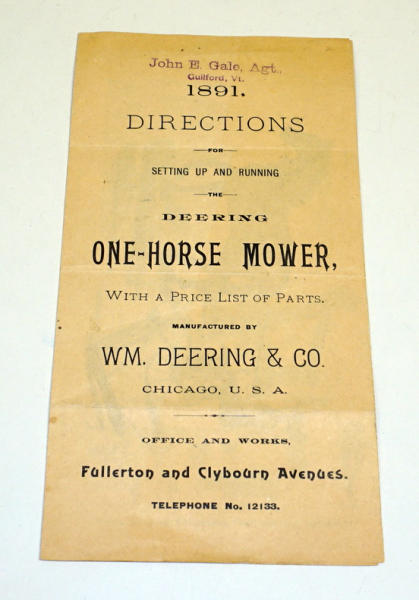 John E. Gale, Agt.,
Guilford, Vt.
1891.
DIRECTIONS
FOR
SETTING UP AND RUNNING
THE
DEERING
ONE-HORSE MOWER,
WITH A PRICE LIST OF PARTS.
MANUFACTURED BY
WM. DEERING & CO.
CHICAGO, U. S. A.
OFFICE AND WORKS,
Fullerton and Clybourn Avenues.
TELEPHONE No. 12133.